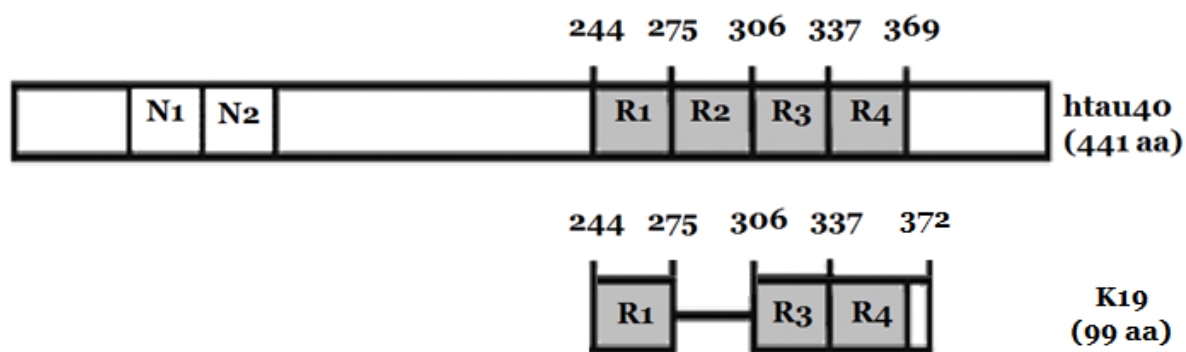 244 275 306 337 369
N1 N2 R1 R2 R3 R4
htau40
(441 aa)
244 275 306 337 372
R1 R3 R4
K19
(99 aa)